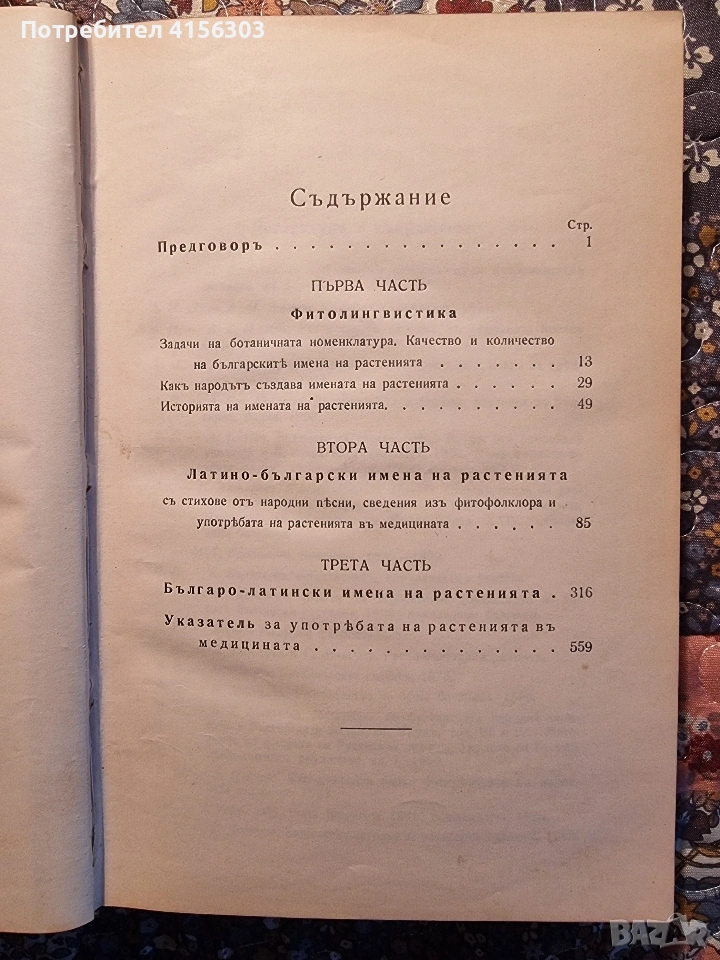 Потребител 4156303
Съдържание
Стр.
Предговоръ . . . . . . . . . . . . . . . . 1
ПЪРВА ЧАСТЬ
Фитолингвистика
Задачи на ботаничната номенклатура. Качество и количество
на българскитѣ имена на растенията . . . . . . . 13
Какъ народътъ създава имената на растенията . . . . . . 29
Историята на имената на растенията. . . . . . . . . . 49
ВТОРА ЧАСТЬ
Латино-български имена на растенията
съ стихове отъ народни пѣсни, сведения изъ фитофолклора и
употрѣбата на растенията въ медицината . . . . . . 85
ТРЕТА ЧАСТЬ
Българо-латински имена на растенията . 316
Указатель за употрѣбата на растенията въ
медицината . . . . . . . . . . . . . 559
BAZAR